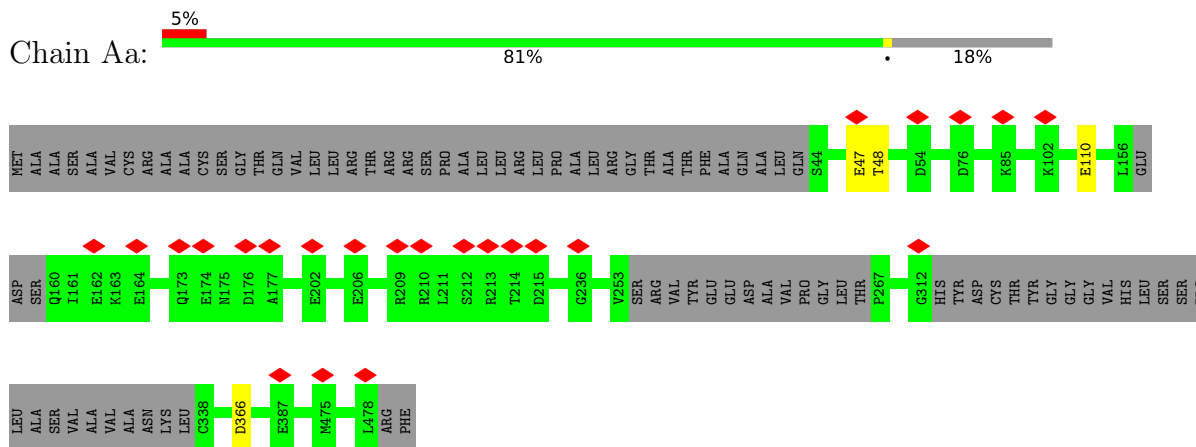 5%
Chain Aa:
81%
•
18%
MET ALA ALA SER ALA VAL CYS ARG ALA ALA CYS SER GLY THR GLN VAL LEU LEU ARG THR ARG ARG SER PRO ALA LEU LEU ARG LEU PRO ALA LEU ARG GLY THR ALA THR PHE ALA GLN ALA LEU GLN S44 E47 T48 D54 D76 K85 K102 E110 L156 GLU
ASP SER Q160 I161 E162 K163 E164 Q173 E174 N175 D176 A177 E202 E206 R209 R210 L211 S212 R213 T214 D215 G236 V253 SER ARG VAL TYR GLU GLU ASP ALA VAL PRO GLY LEU THR P267 G312 HIS TYR ASP CYS THR TYR GLY GLY GLY VAL HIS LEU SER SER
LEU ALA SER VAL ALA VAL ALA ASN LYS LEU C338 D366 E387 M475 L478 ARG PHE